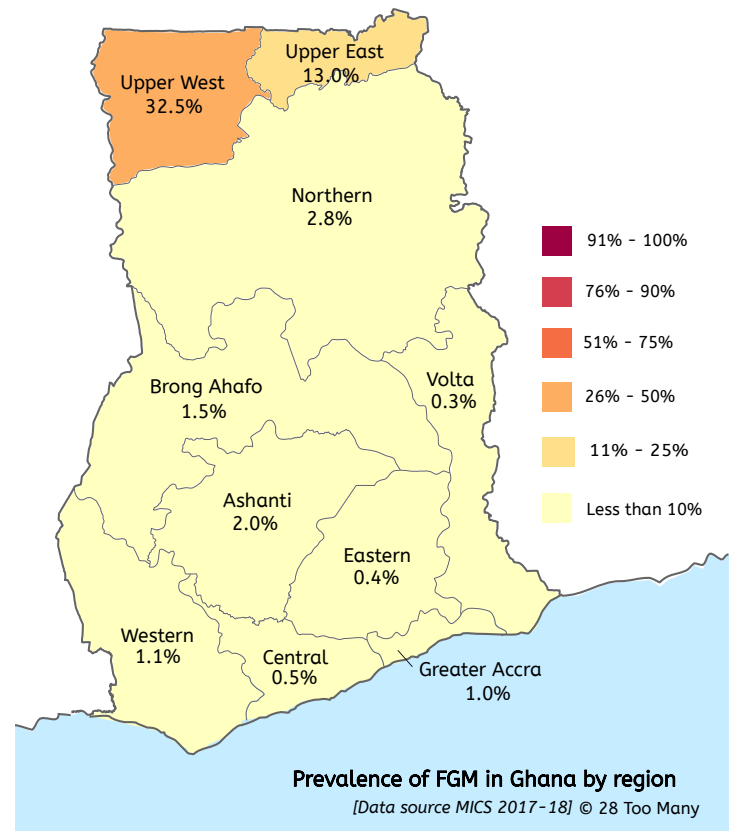 Upper East
13.0%
Upper West
32.5%
Northern
2.8%
91% - 100%
76% - 90%
51% - 75%
26% - 50%
11% - 25%
Less than 10%
Volta
0.3%
Brong Ahafo
1.5%
Ashanti
2.0%
Eastern
0.4%
Western
1.1%
Central
0.5%
Greater Accra
1.0%
Prevalence of FGM in Ghana by region
[Data source MICS 2017-18] © 28 Too Many